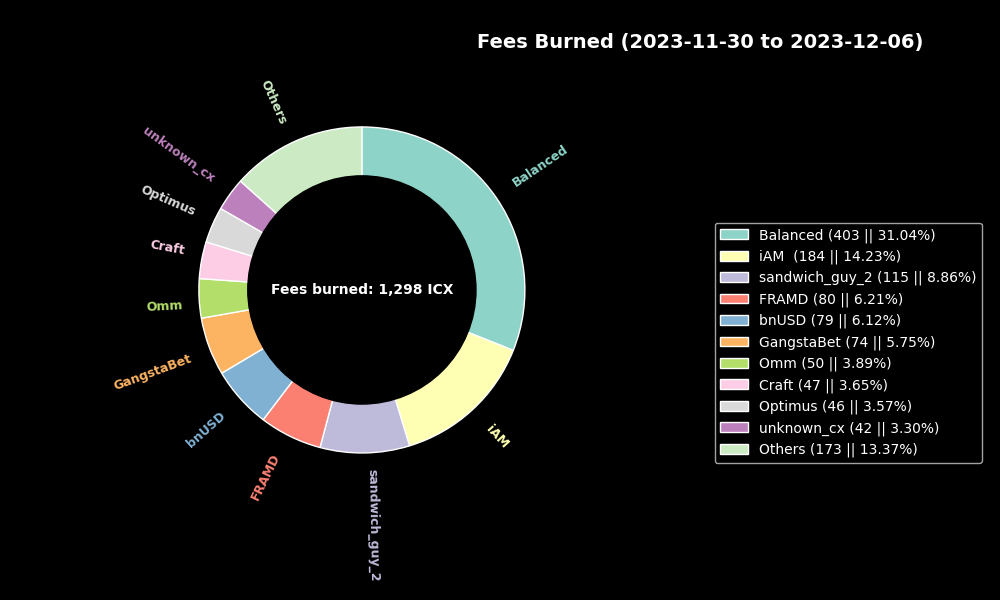 Fees Burned (2023-11-30 to 2023-12-06)
Others
unknown_cx
Balanced
Optimus
Craft
Omm
GangstaBet
bnUSD
FRAMD
sandwich_guy_2
iAM
Fees burned: 1,298 ICX
Balanced (403 || 31.04%)
iAM  (184 || 14.23%)
sandwich_guy_2 (115 || 8.86%)
FRAMD (80 || 6.21%)
bnUSD (79 || 6.12%)
GangstaBet (74 || 5.75%)
Omm (50 || 3.89%)
Craft (47 || 3.65%)
Optimus (46 || 3.57%)
unknown_cx (42 || 3.30%)
Others (173 || 13.37%)